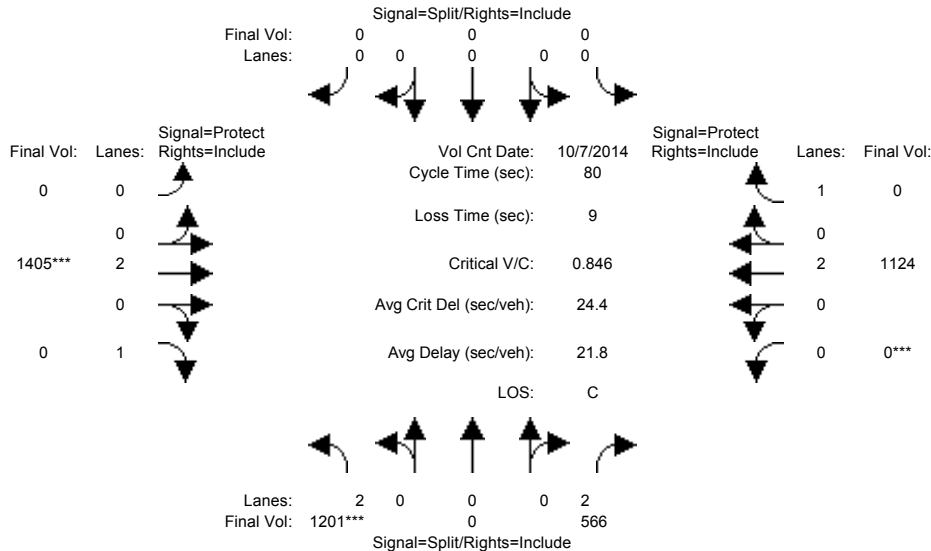 Signal=Split/Rights=Include
Final Vol: 0 0 0
Lanes: 0 0 0 0 0
Signal=Protect Signal=Protect
Final Vol: Lanes: Rights=Include Vol Cnt Date: 10/7/2014 Rights=Include Lanes: Final Vol:
Cycle Time (sec): 80
0 0 1 0
Loss Time (sec): 9
0 0
1405*** 2 Critical V/C: 0.846 2 1124
0 Avg Crit Del (sec/veh): 24.4 0
0 1 Avg Delay (sec/veh): 21.8 0 0***
LOS: C
Lanes: 2 0 0 0 2
Final Vol: 1201*** 0 566
Signal=Split/Rights=Include